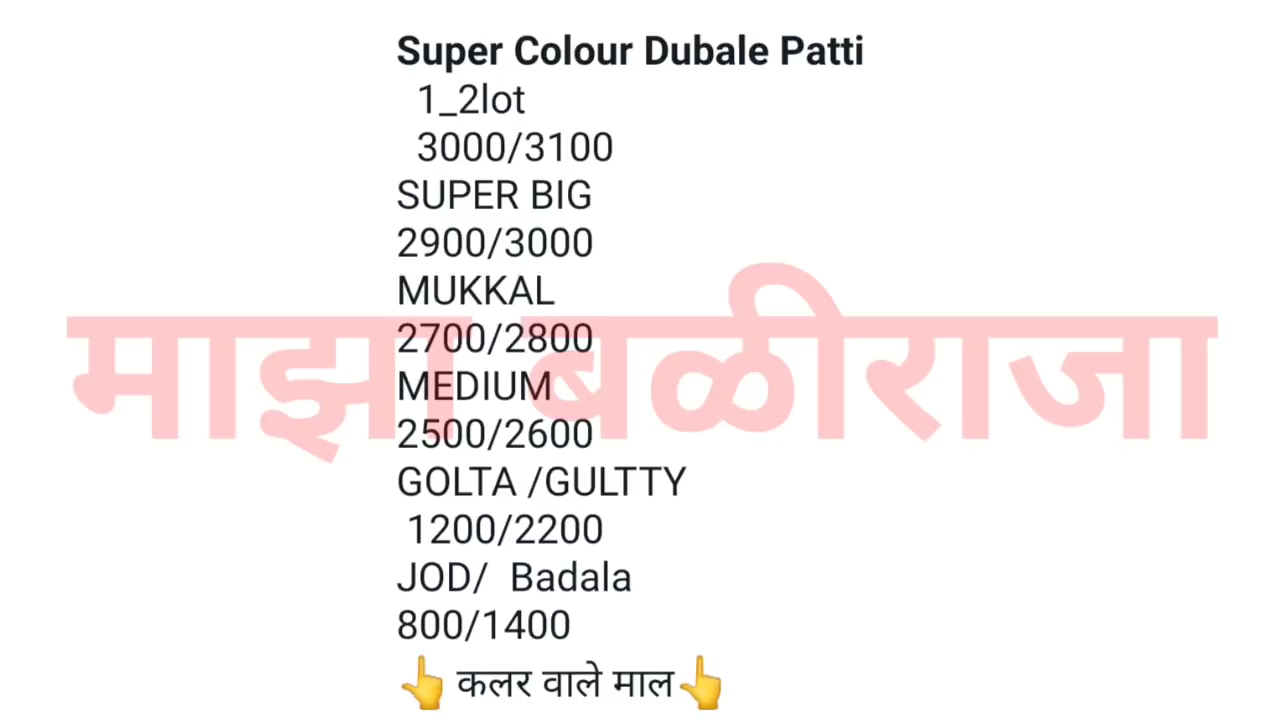 Super Colour Dubale Patti
1_2lot
3000/3100
SUPER BIG
2900/3000
MUKKAL
2700/2800
MEDIUM
2500/2600
GOLTA /GULTTY
1200/2200
JOD/  Badala
800/1400
👆कलर वाले माल👆
माझा बळीराजा